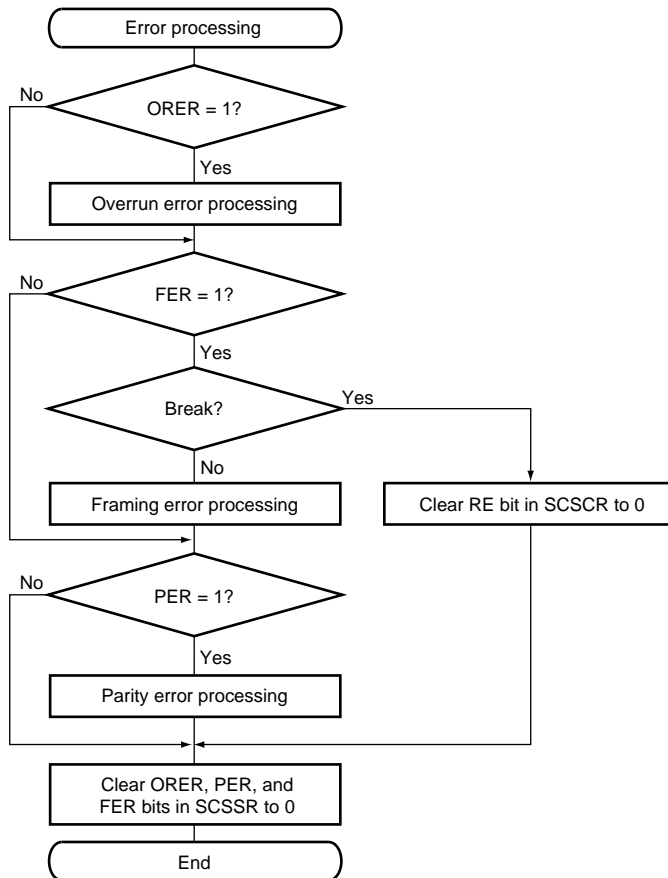 Error processing
No
ORER = 1?
Yes
Overrun error processing
No
FER = 1?
Yes
Break?
Yes
No
Framing error processing
Clear RE bit in SCSCR to 0
No
PER = 1?
Yes
Parity error processing
Clear ORER, PER, and
FER bits in SCSSR to 0
End